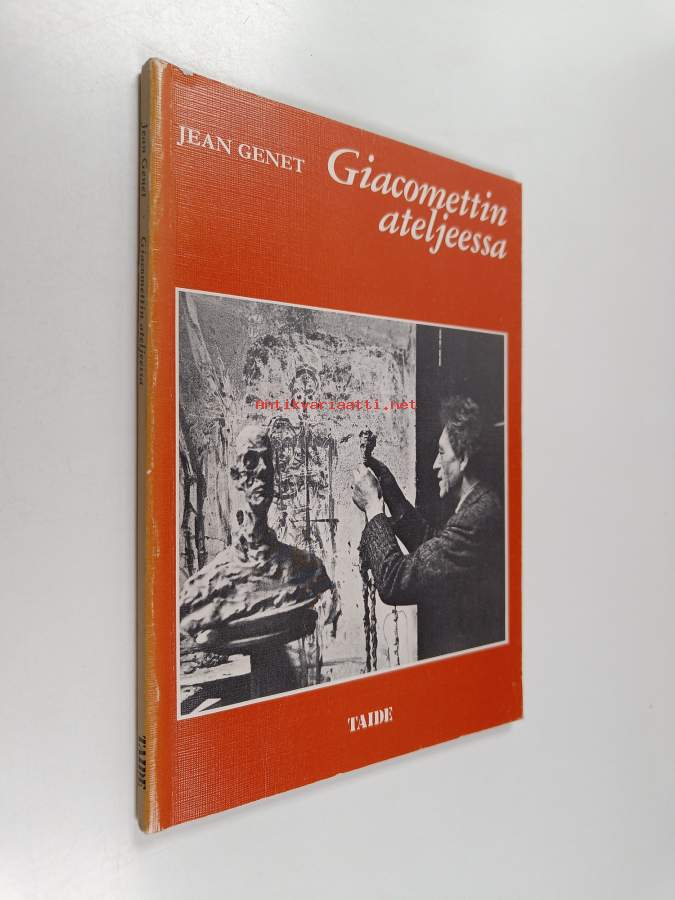 JEAN GENET
Giacomettin
ateljeessa
Antikvariaatti.net
TAIDE
Jean Genet · Giacomettin ateljeessa
TAIDE